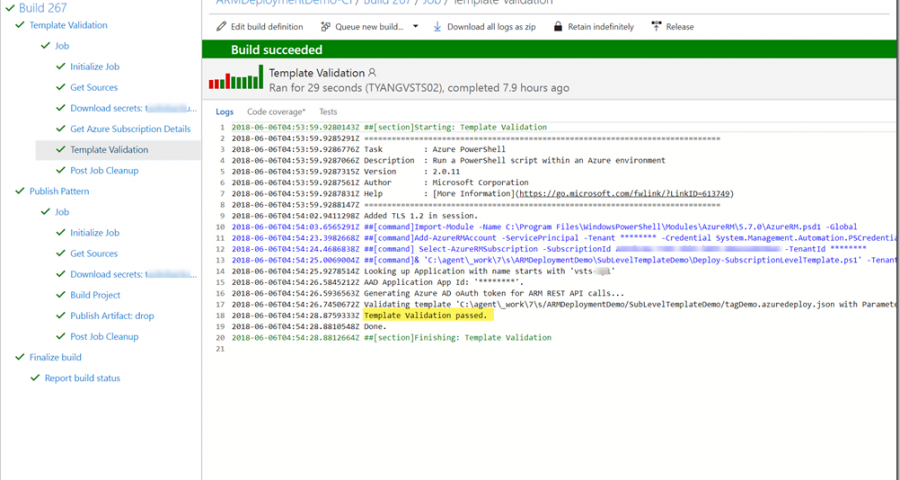 Build 267
Template Validation
Job
Initialize Job
Get Sources
Download secrets: t
Get Azure Subscription Details
Template Validation
Post Job Cleanup
Publish Pattern
Job
Initialize Job
Get Sources
Download secrets:
Build Project
Publish Artifact: drop
Post Job Cleanup
Finalize build
Report build status
ARMDeploymentDemo-CI / Build 267 / Job / Template Validation
Edit build definition Queue new build... Download all logs as zip Retain indefinitely Release
Build succeeded
Template Validation
Ran for 29 seconds (TYANGVSTS02), completed 7.9 hours ago
Logs Code coverage* Tests
1 2018-06-06T04:53:59.9280143Z ##[section]Starting: Template Validation
2 2018-06-06T04:53:59.9285291Z ==============================================================================
3 2018-06-06T04:53:59.9286776Z Task : Azure PowerShell
4 2018-06-06T04:53:59.9287066Z Description : Run a PowerShell script within an Azure environment
5 2018-06-06T04:53:59.9287315Z Version : 2.0.11
6 2018-06-06T04:53:59.9287561Z Author : Microsoft Corporation
7 2018-06-06T04:53:59.9287831Z Help : [More Information](https://go.microsoft.com/fwlink/?LinkID=613749)
8 2018-06-06T04:53:59.9288147Z ==============================================================================
9 2018-06-06T04:54:02.9411298Z Added TLS 1.2 in session.
10 2018-06-06T04:54:03.6565291Z ##[command]Import-Module -Name C:\Program Files\WindowsPowerShell\Modules\AzureRM\5.7.0\AzureRM.psd1 -Global
11 2018-06-06T04:54:23.3982668Z ##[command]Add-AzureRMAccount -ServicePrincipal -Tenant ******** -Credential System.Management.Automation.PSCredentia
12 2018-06-06T04:54:24.4686838Z ##[command] Select-AzureRMSubscription -SubscriptionId -TenantId ********
13 2018-06-06T04:54:25.0069004Z ##[command]& 'C:\agent\_work\7\s\ARMDeploymentDemo\SubLevelTemplateDemo\Deploy-SubscriptionLevelTemplate.ps1' -Tenant
14 2018-06-06T04:54:25.9278514Z Looking up Application with name starts with 'vsts-
15 2018-06-06T04:54:26.5845212Z AAD Application App Id: '********'.
16 2018-06-06T04:54:26.5936563Z Generating Azure AD oAuth token for ARM REST API calls...
17 2018-06-06T04:54:26.7450672Z Validating template 'C:\agent\_work\7\s/ARMDeploymentDemo/SubLevelTemplateDemo/tagDemo.azuredeploy.json with Paramete
18 2018-06-06T04:54:28.8759333Z Template Validation passed.
19 2018-06-06T04:54:28.8810548Z Done.
20 2018-06-06T04:54:28.8812664Z ##[section]Finishing: Template Validation
21